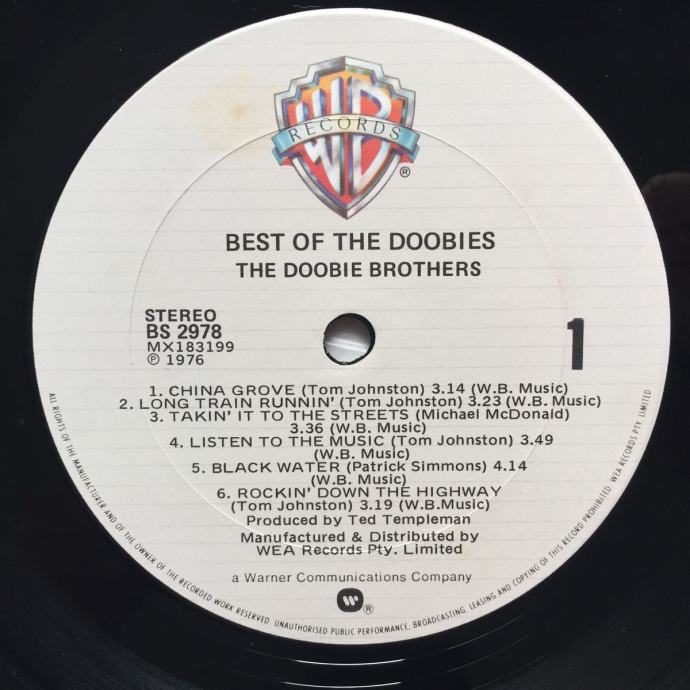 WB
RECORDS
®
BEST OF THE DOOBIES
THE DOOBIE BROTHERS
STEREO
BS 2978
MX183199
℗ 1976
1
1. CHINA GROVE (Tom Johnston) 3.14 (W.B. Music)
2. LONG TRAIN RUNNIN' (Tom Johnston) 3.23 (W.B. Music)
3. TAKIN' IT TO THE STREETS (Michael McDonald)
3.36 (W.B. Music)
4. LISTEN TO THE MUSIC (Tom Johnston) 3.49
(W.B. Music)
5. BLACK WATER (Patrick Simmons) 4.14
(W.B. Music)
6. ROCKIN' DOWN THE HIGHWAY
(Tom Johnston) 3.19 (W.B.Music)
Produced by Ted Templeman
Manufactured & Distributed by
WEA Records Pty. Limited
a Warner Communications Company
W ®
ALL RIGHTS OF THE MANUFACTURER AND OF THE OWNER OF THE RECORDED WORK RESERVED. UNAUTHORISED PUBLIC PERFORMANCE, BROADCASTING, LEASING AND COPYING OF THIS RECORD PROHIBITED. WEA RECORDS PTY. LIMITED